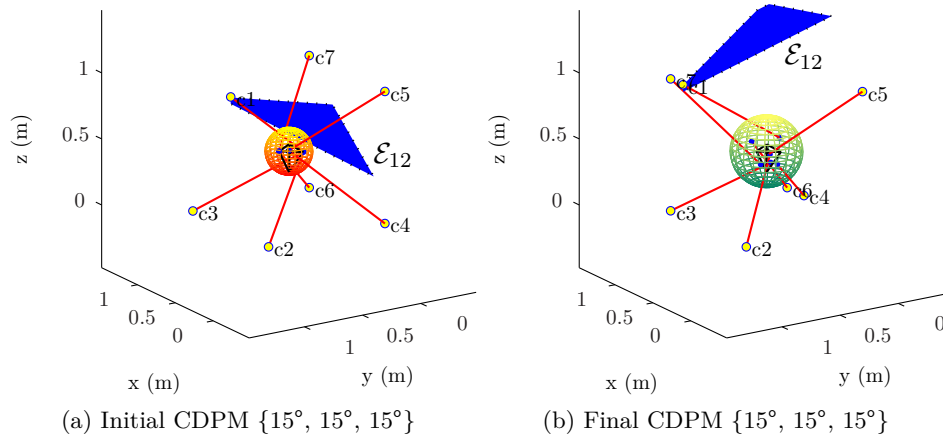 c7
1
c1
c5
z (m)
0.5
ℰ12
c6
0
c3
c4
c2
1
0.5
0
0
0.5
1
x (m)
y (m)
(a) Initial CDPM {15°, 15°, 15°}
ℰ12
1
c7
c1
c5
z (m)
0.5
c6
c4
0
c3
c2
1
0.5
0
0
0.5
1
x (m)
y (m)
(b) Final CDPM {15°, 15°, 15°}